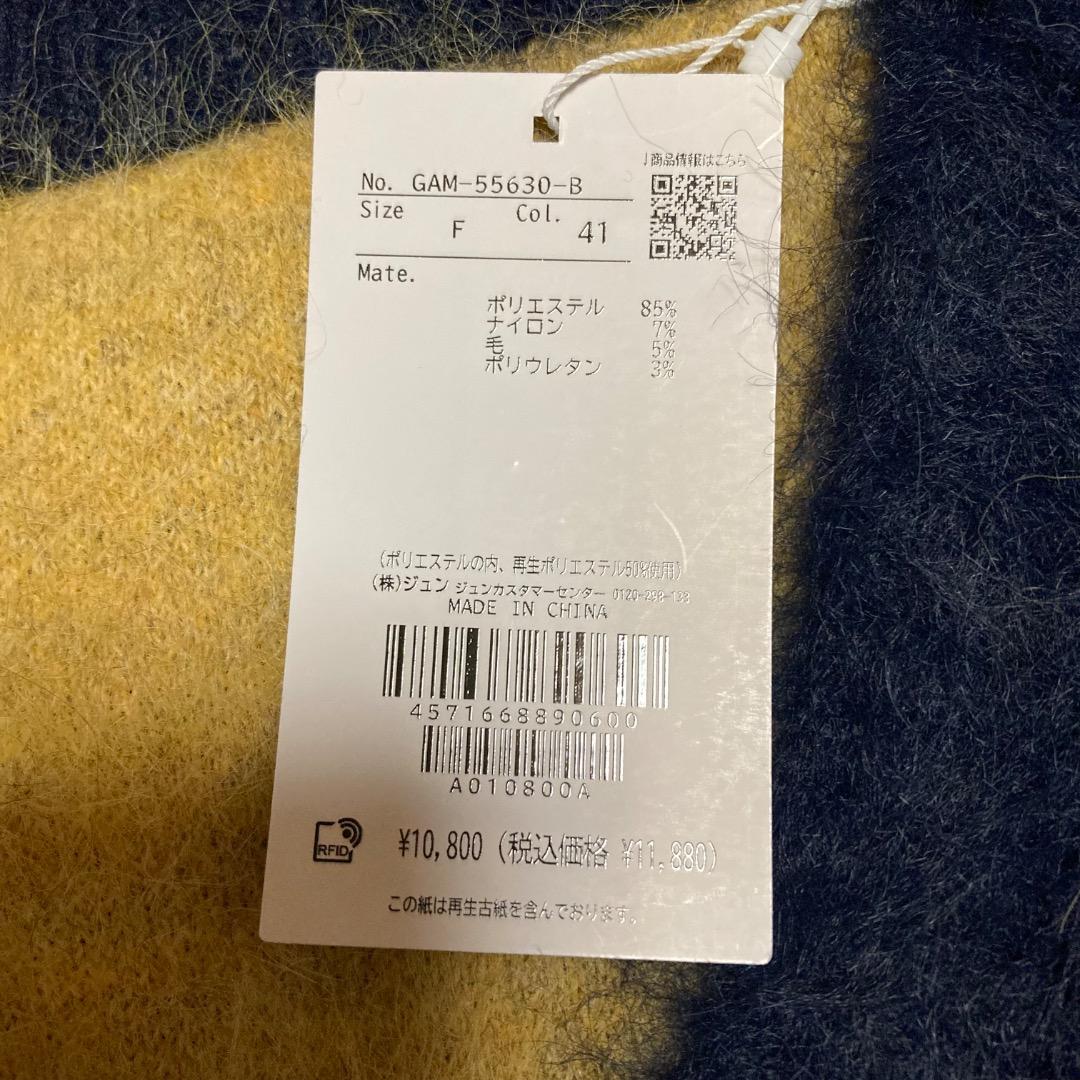 ↓商品情報はこちら
No. GAM-55630-B
Size F Col. 41
Mate.
ポリエステル 85%
ナイロン 7%
毛 5%
ポリウレタン 3%
(ポリエステルの内、再生ポリエステル50%使用)
(株)ジュン ジュンカスタマーセンター 0120-298-133
MADE IN CHINA
4571668890600
A010800A
RFID
¥10,800 (税込価格 ¥11,880)
この紙は再生古紙を含んでおります。